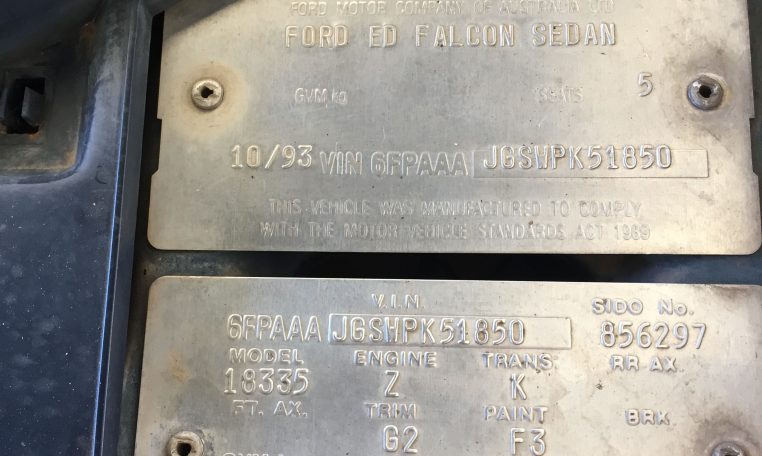 FORD MOTOR COMPANY OF AUSTRALIA LTD
FORD ED FALCON SEDAN
GVM kg SEATS 5
10/93 VIN 6FPAAA JGSWPK51850
THIS VEHICLE WAS MANUFACTURED TO COMPLY
WITH THE MOTOR VEHICLE STANDARDS ACT 1989
V.I.N. SIDO No.
6FPAAA JGSWPK51850 856297
MODEL ENGINE TRANS. RR AX.
18335 Z K
FT. AX. TRIM PAINT BRK
G2 F3